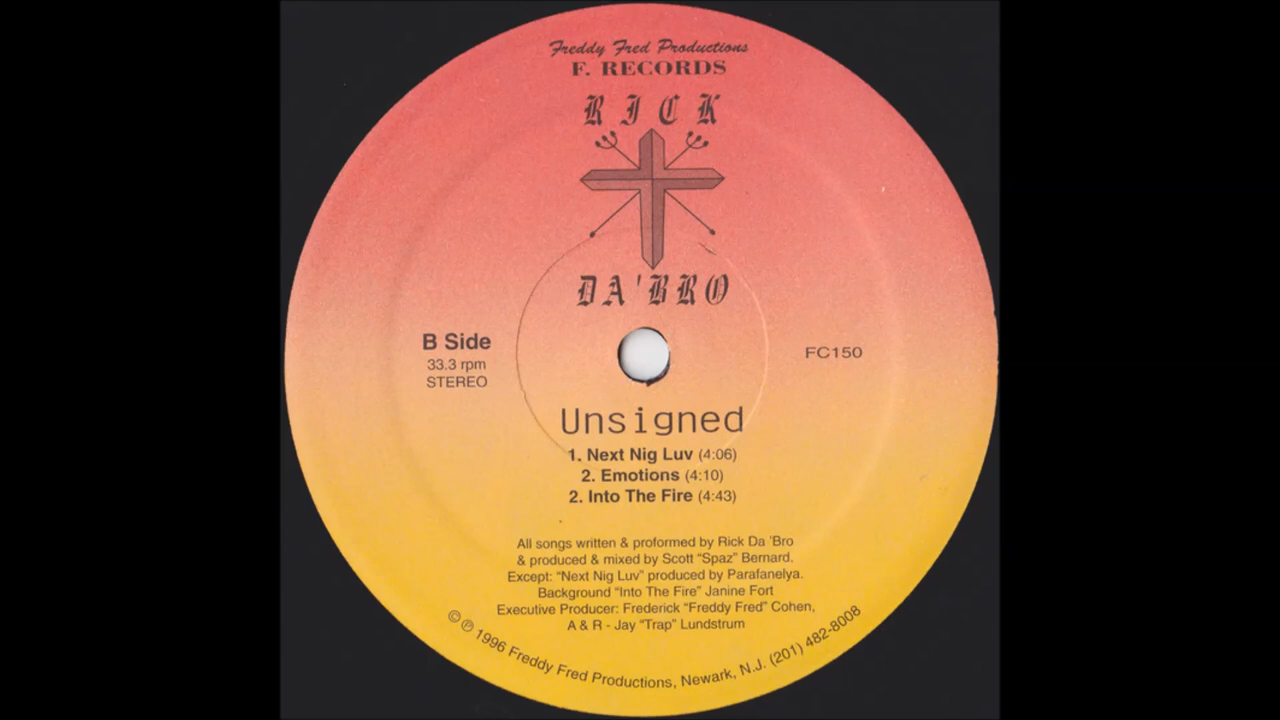 Freddy Fred Productions
F. RECORDS
RICK
DA'BRO
B Side
33.3 rpm
STEREO
FC150
Unsigned
1. Next Nig Luv (4:06)
2. Emotions (4:10)
2. Into The Fire (4:43)
All songs written & proformed by Rick Da 'Bro
& produced & mixed by Scott “Spaz” Bernard.
Except: “Next Nig Luv” produced by Parafanelya.
Background “Into The Fire” Janine Fort
Executive Producer: Frederick “Freddy Fred” Cohen,
A & R - Jay “Trap” Lundstrum
© ℗ 1996 Freddy Fred Productions, Newark, N.J. (201) 482-8008